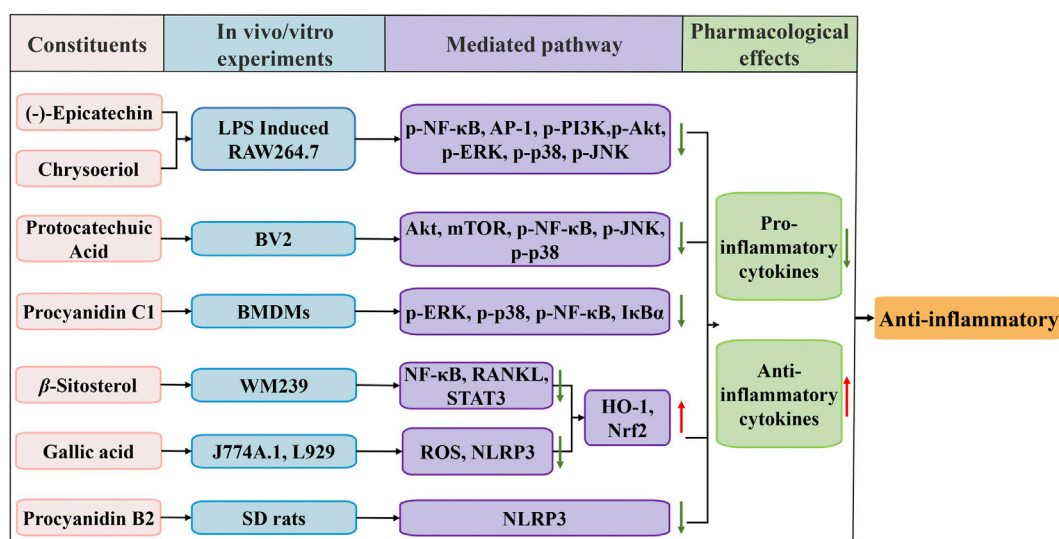 Constituents
In vivo/vitro
experiments
Mediated pathway
Pharmacological
effects
(-)-Epicatechin
Chrysoeriol
LPS Induced
RAW264.7
p-NF-κB, AP-1, p-PI3K,p-Akt,
p-ERK, p-p38, p-JNK
Protocatechuic
Acid
BV2
Akt, mTOR, p-NF-κB, p-JNK,
p-p38
Procyanidin C1
BMDMs
p-ERK, p-p38, p-NF-κB, IκBα
β-Sitosterol
WM239
NF-κB, RANKL,
STAT3
Gallic acid
J774A.1, L929
ROS, NLRP3
HO-1,
Nrf2
Procyanidin B2
SD rats
NLRP3
Pro-
inflammatory
cytokines
Anti-
inflammatory
cytokines
Anti-inflammatory